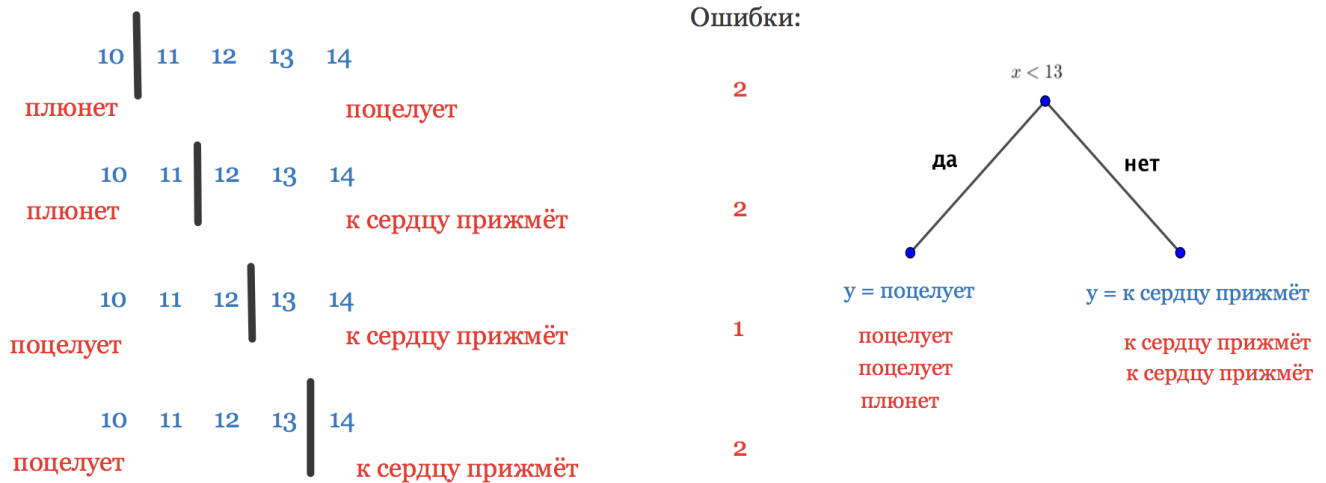 10 11 12 13 14
плюнет поцелует
10 11 12 13 14
плюнет к сердцу прижмёт
10 11 12 13 14
поцелует к сердцу прижмёт
10 11 12 13 14
поцелует к сердцу прижмёт
Ошибки:
2
2
1
2
x < 13
да нет
y = поцелует
поцелует
поцелует
плюнет
y = к сердцу прижмёт
к сердцу прижмёт
к сердцу прижмёт